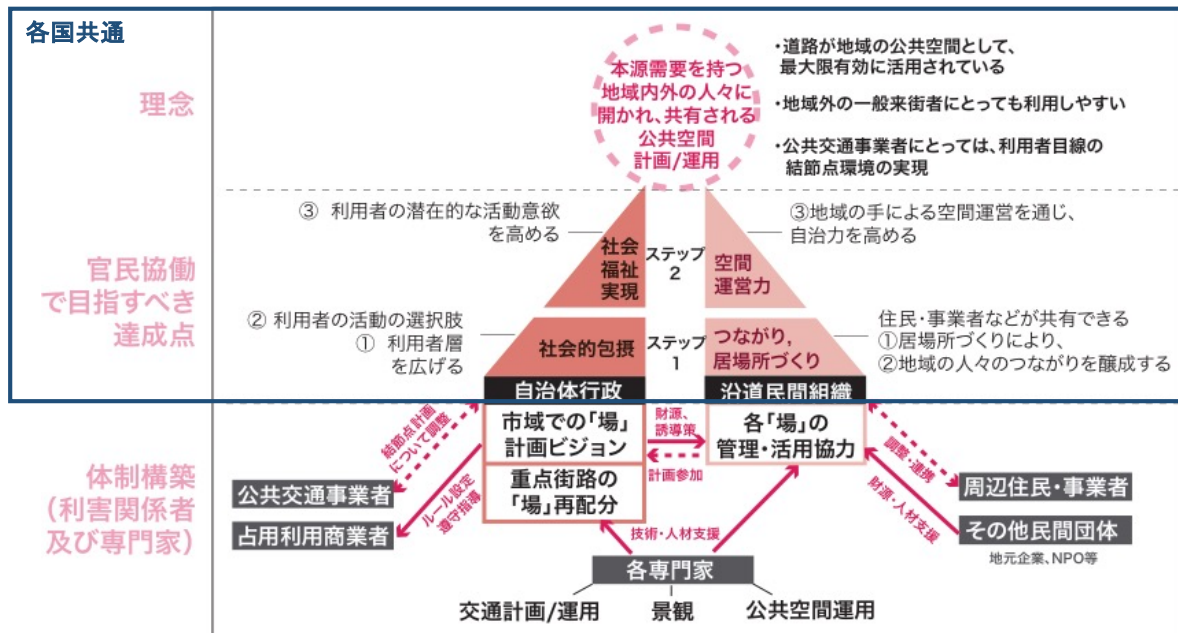 各国共通
理念
本源需要を持つ
地域内外の人々に
開かれ、共有される
公共空間
計画/運用
・道路が地域の公共空間として、
最大限有効に活用されている
・地域外の一般来街者にとっても利用しやすい
・公共交通事業者にとっては、利用者目線の
結節点環境の実現
官民協働
で目指すべき
達成点
③ 利用者の潜在的な活動意欲
を高める
社会
福祉
実現
ステップ
2
空間
運営力
③地域の手による空間運営を通じ、
自治力を高める
② 利用者の活動の選択肢
① 利用者層
を広げる
社会的包摂
ステップ
1
つながり,
居場所づくり
住民・事業者などが共有できる
①居場所づくりにより、
②地域の人々のつながりを醸成する
自治体行政
沿道民間組織
体制構築
(利害関係者
及び専門家)
結節点計画
について調整
市域での「場」
計画ビジョン
重点街路の
「場」再配分
財源、
誘導策
計画参加
各「場」の
管理・活用協力
調整・連携
公共交通事業者
占用利用商業者
ルール設定
遵守指導
技術・人材支援
財源・人材支援
周辺住民・事業者
その他民間団体
地元企業、NPO等
各専門家
交通計画/運用
景観
公共空間運用